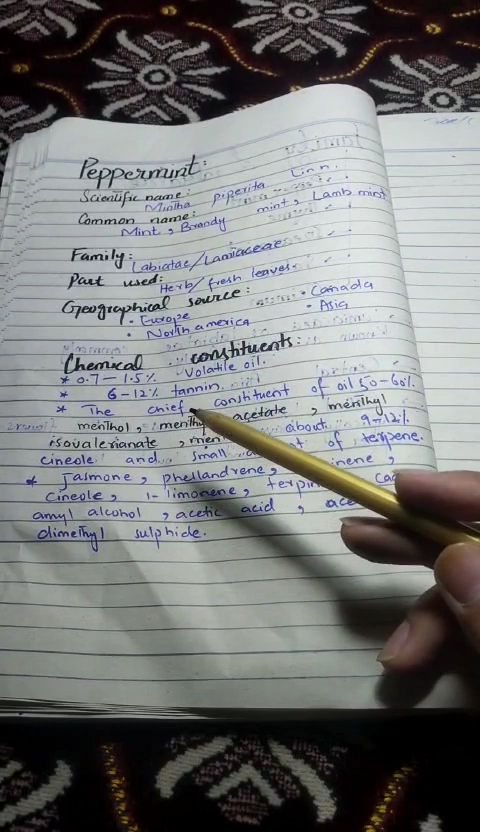 Peppermint:
Scientific name:
Mintha piperita Linn.
Common name:
Mint, Brandy mint, Lamb mint
Family:
Labiatae/Lamiaceae
Part used:
Herb/fresh leaves.
Geographical source:
• Europe • Canada
• North america • Asia
Chemical constituents:
* 0.7 – 1.5% Volatile oil.
* 6 – 12% tannin.
* The chief constituent of oil 50-60%
menthol, menthyl acetate, menthyl
isovalerianate, men about 9-12%
cineole and small of terpene.
* Jasmone, phellandrene,
Cineole, l-limonene,
amyl alcohol, acetic acid,
dimethyl sulphide.